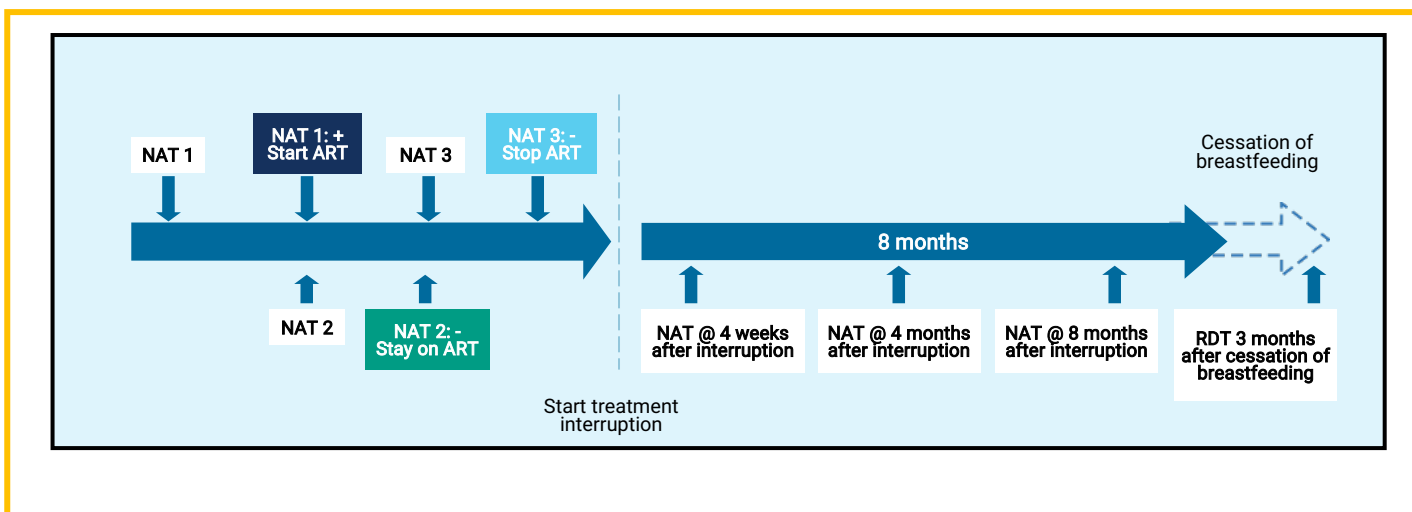 NAT 1
NAT 1: +
Start ART
NAT 3
NAT 3: -
Stop ART
NAT 2
NAT 2: -
Stay on ART
Start treatment
interruption
Cessation of
breastfeeding
8 months
NAT @ 4 weeks
after interruption
NAT @ 4 months
after interruption
NAT @ 8 months
after interruption
RDT 3 months
after cessation of
breastfeeding